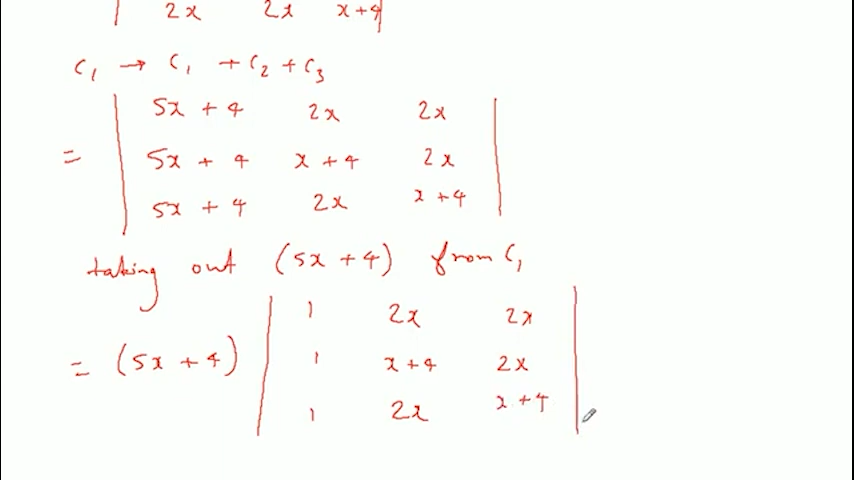 | 2x 2x x+4|
C₁ → C₁ + C₂ + C₃
| 5x + 4 2x 2x |
= | 5x + 4 x + 4 2x |
| 5x + 4 2x x + 4 |
taking out (5x + 4) from C₁
| 1 2x 2x |
= (5x + 4) | 1 x+4 2x |
| 1 2x x + 4 |